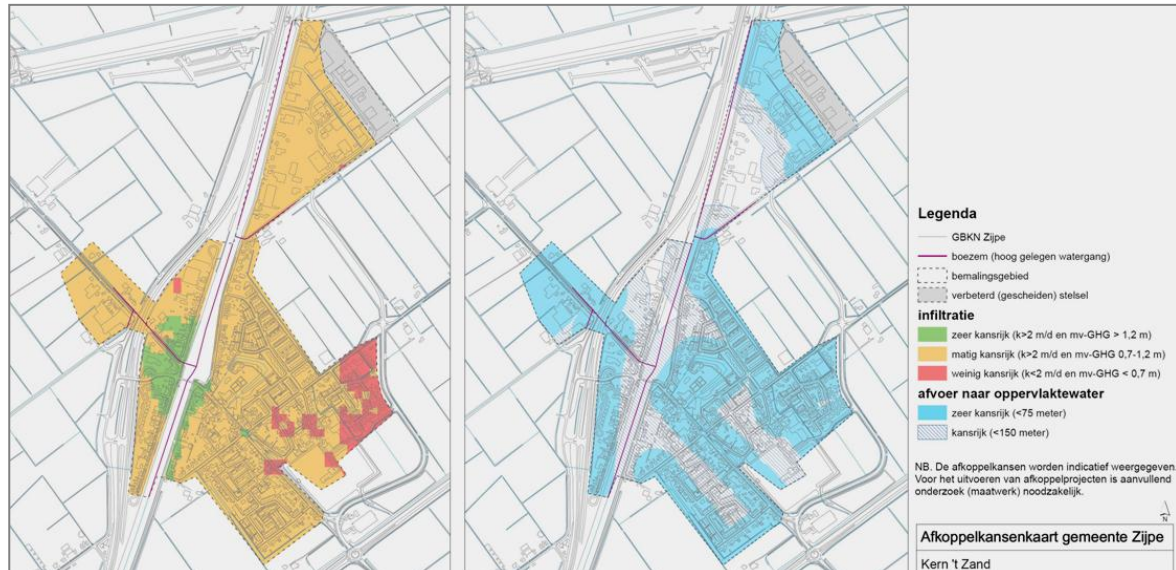 Legenda
GBKN Zijpe
boezem (hoog gelegen watergang)
bemalingsgebied
verbeterd (gescheiden) stelsel
infiltratie
zeer kansrijk (k>2 m/d en mv-GHG > 1,2 m)
matig kansrijk (k>2 m/d en mv-GHG 0,7-1,2 m)
weinig kansrijk (k<2 m/d en mv-GHG < 0,7 m)
afvoer naar oppervlaktewater
zeer kansrijk (<75 meter)
kansrijk (<150 meter)
NB. De afkoppelkansen worden indicatief weergegeven.
Voor het uitvoeren van afkoppelprojecten is aanvullend
onderzoek (maatwerk) noodzakelijk.
N
Afkoppelkansenkaart gemeente Zijpe
Kern 't Zand